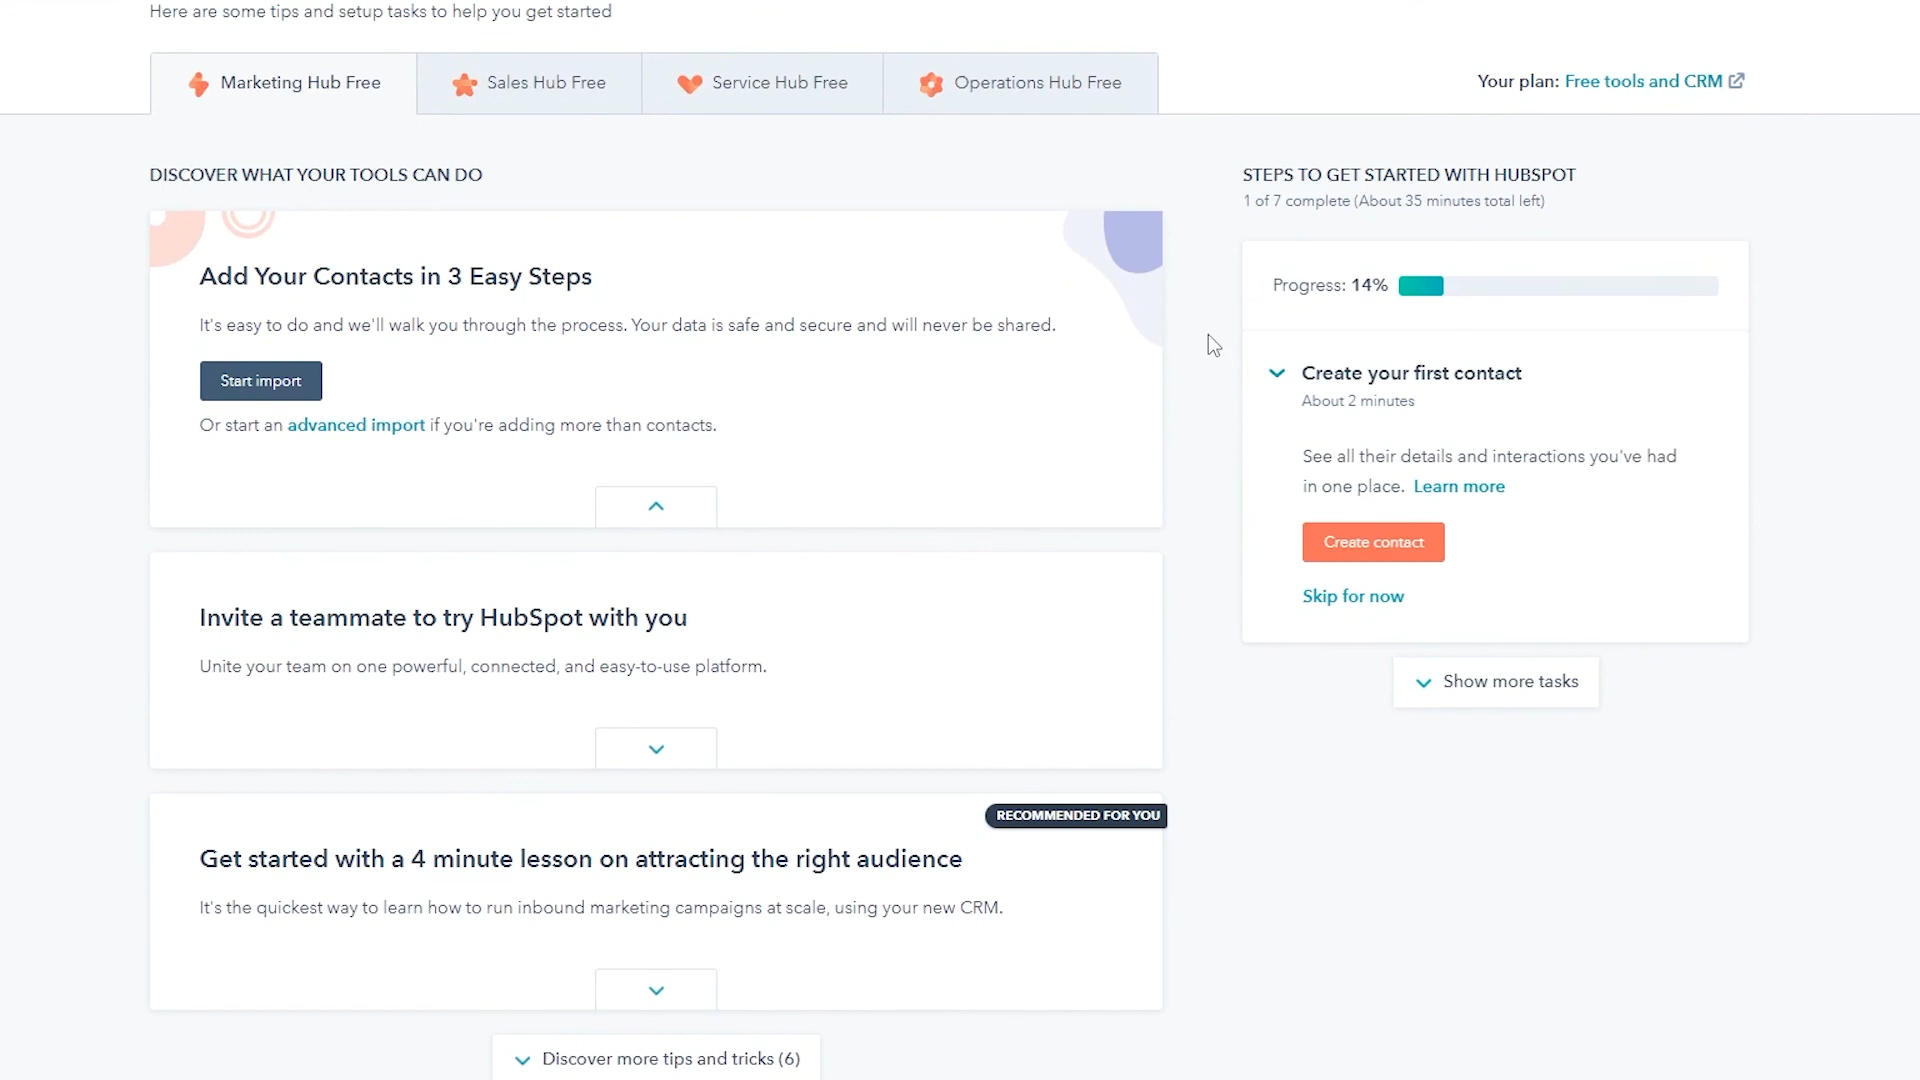 Here are some tips and setup tasks to help you get started
Marketing Hub Free
Sales Hub Free
Service Hub Free
Operations Hub Free
Your plan: Free tools and CRM
DISCOVER WHAT YOUR TOOLS CAN DO
Add Your Contacts in 3 Easy Steps
It's easy to do and we'll walk you through the process. Your data is safe and secure and will never be shared.
Start import
Or start an advanced import if you're adding more than contacts.
Invite a teammate to try HubSpot with you
Unite your team on one powerful, connected, and easy-to-use platform.
RECOMMENDED FOR YOU
Get started with a 4 minute lesson on attracting the right audience
It's the quickest way to learn how to run inbound marketing campaigns at scale, using your new CRM.
Discover more tips and tricks (6)
STEPS TO GET STARTED WITH HUBSPOT
1 of 7 complete (About 35 minutes total left)
Progress: 14%
Create your first contact
About 2 minutes
See all their details and interactions you've had
in one place. Learn more
Create contact
Skip for now
Show more tasks